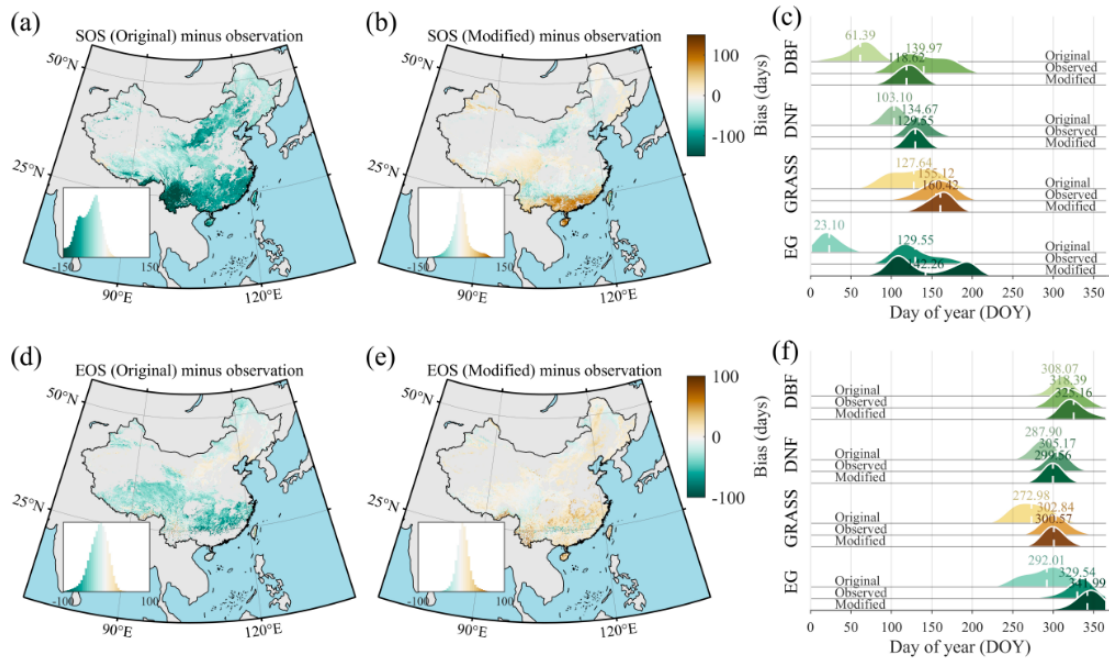 (a)
SOS (Original) minus observation
50°N
25°N
-150
150
90°E
120°E
(b)
SOS (Modified) minus observation
50°N
25°N
-150
150
90°E
120°E
100
0
-100
Bias (days)
(c)
DBF
61.39
139.97
118.62
Original
Observed
Modified
DNF
103.10
134.67
129.55
Original
Observed
Modified
GRASS
127.64
155.12
160.42
Original
Observed
Modified
EG
23.10
129.55
142.26
Original
Observed
Modified
0 50 100 150 200 250 300 350
Day of year (DOY)
(d)
EOS (Original) minus observation
50°N
25°N
-100
100
90°E
120°E
(e)
EOS (Modified) minus observation
50°N
25°N
-100
100
90°E
120°E
100
0
-100
Bias (days)
(f)
DBF
308.07
318.39
325.16
Original
Observed
Modified
DNF
287.90
305.17
299.56
Original
Observed
Modified
GRASS
272.98
302.84
300.57
Original
Observed
Modified
EG
292.01
329.54
341.99
Original
Observed
Modified
0 50 100 150 200 250 300 350
Day of year (DOY)